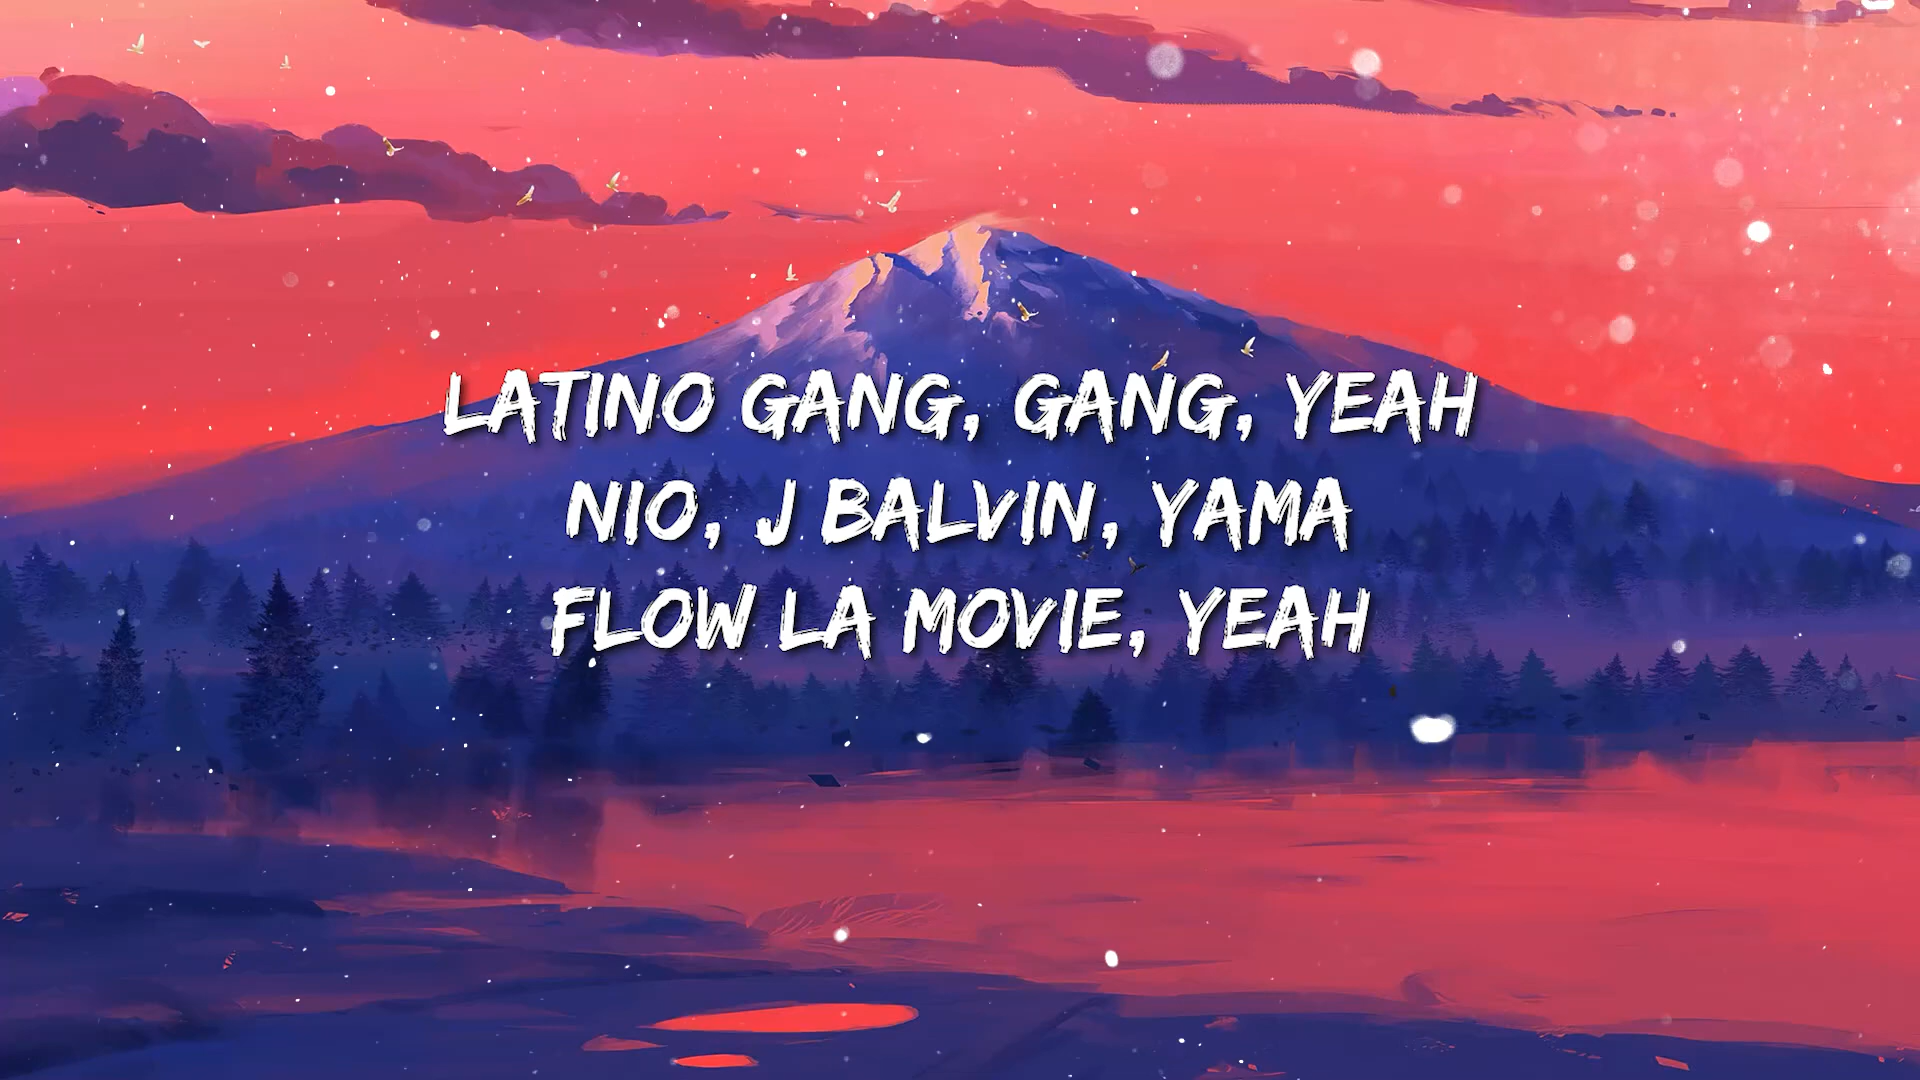 LATINO GANG, GANG, YEAH
NIO, J BALVIN, YAMA
FLOW LA MOVIE, YEAH